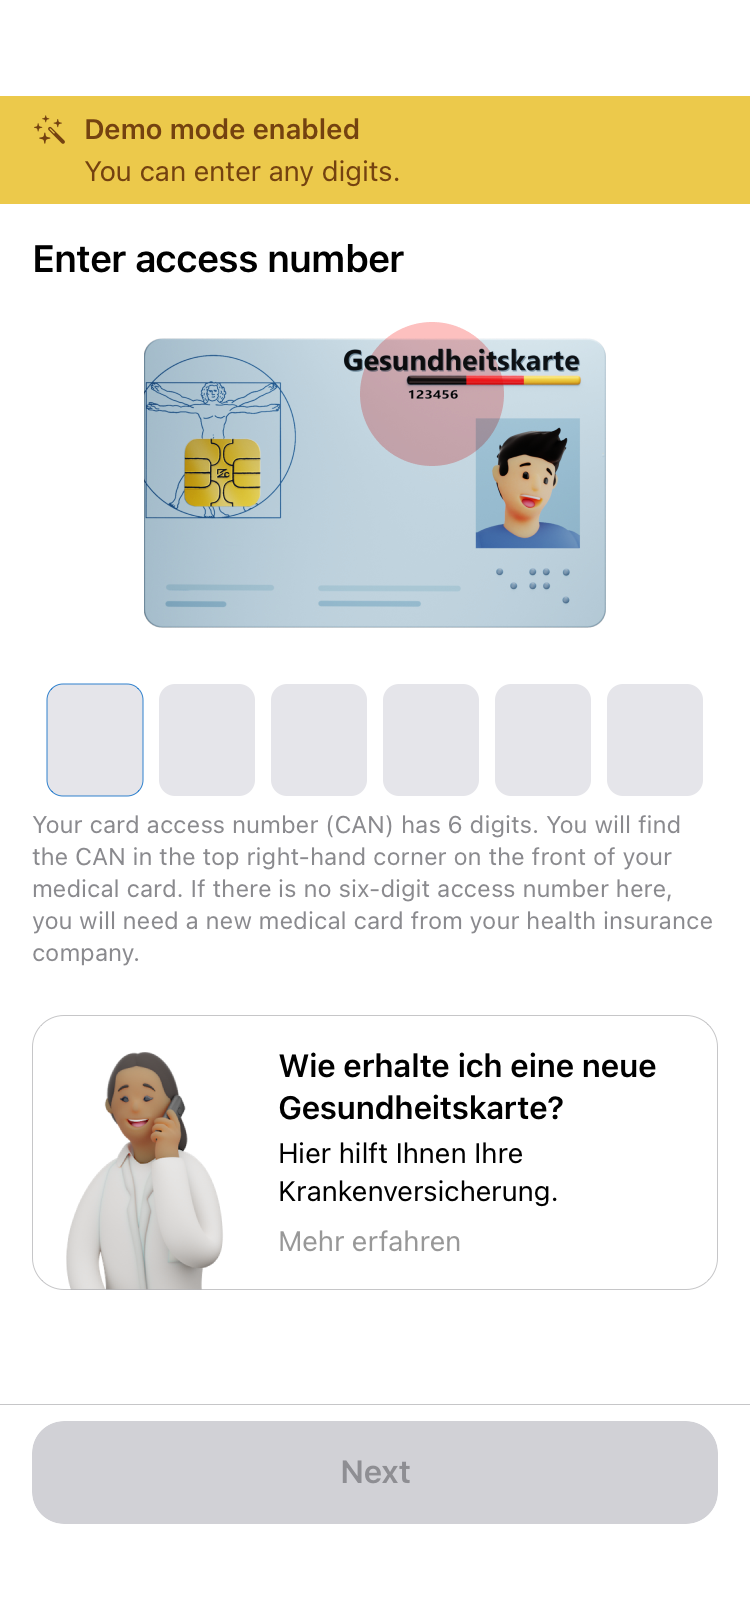 Demo mode enabled
You can enter any digits.
Enter access number
Gesundheitskarte
123456
Your card access number (CAN) has 6 digits. You will find
the CAN in the top right-hand corner on the front of your
medical card. If there is no six-digit access number here,
you will need a new medical card from your health insurance
company.
Wie erhalte ich eine neue
Gesundheitskarte?
Hier hilft Ihnen Ihre
Krankenversicherung.
Mehr erfahren
Next